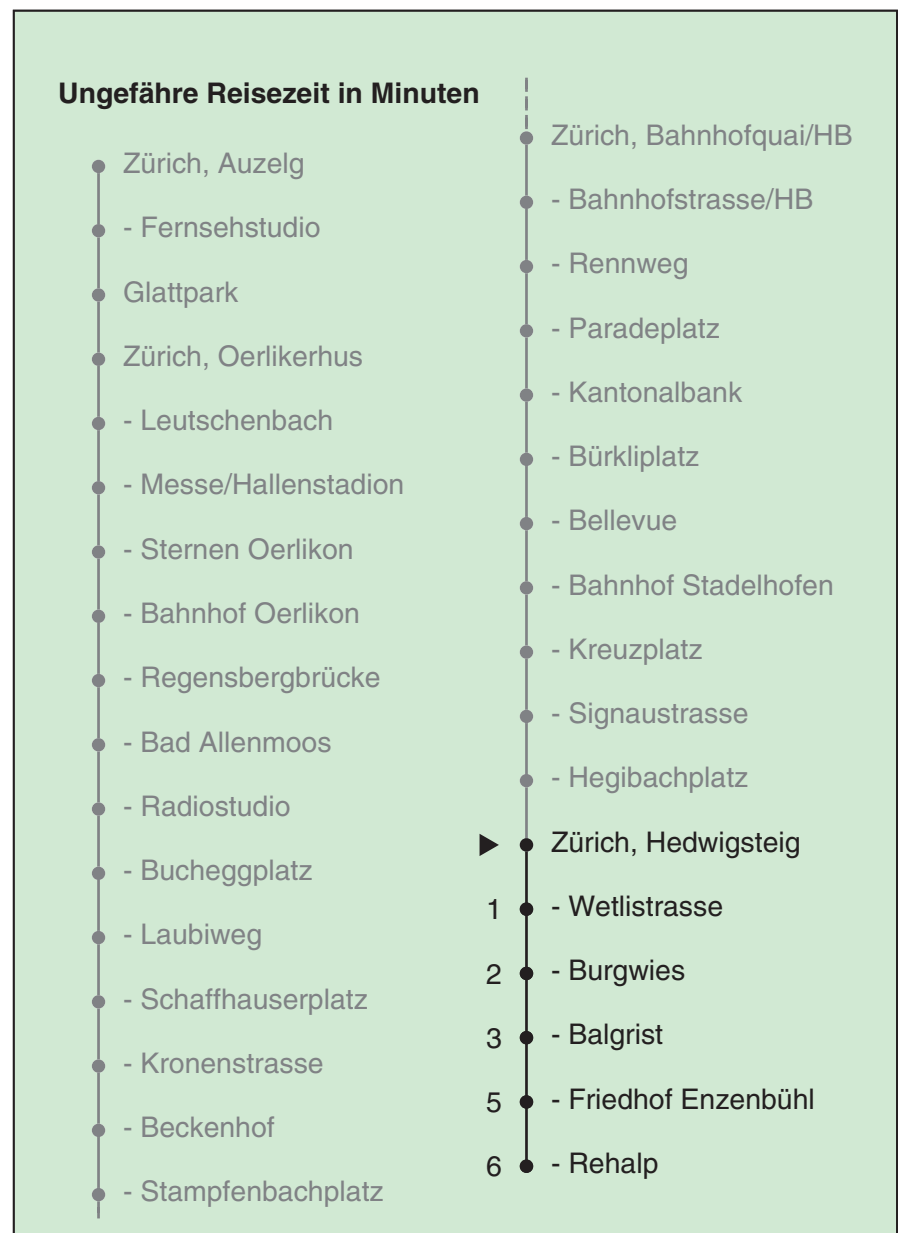 Ungefähre Reisezeit in Minuten
Zürich, Auzelg
- Fernsehstudio
Glattpark
Zürich, Oerlikerhus
- Leutschenbach
- Messe/Hallenstadion
- Sternen Oerlikon
- Bahnhof Oerlikon
- Regensbergbrücke
- Bad Allenmoos
- Radiostudio
- Bucheggplatz
- Laubiweg
- Schaffhauserplatz
- Kronenstrasse
- Beckenhof
- Stampfenbachplatz
Zürich, Bahnhofquai/HB
- Bahnhofstrasse/HB
- Rennweg
- Paradeplatz
- Kantonalbank
- Bürkliplatz
- Bellevue
- Bahnhof Stadelhofen
- Kreuzplatz
- Signaustrasse
- Hegibachplatz
Zürich, Hedwigsteig
1 - Wetlistrasse
2 - Burgwies
3 - Balgrist
5 - Friedhof Enzenbühl
6 - Rehalp